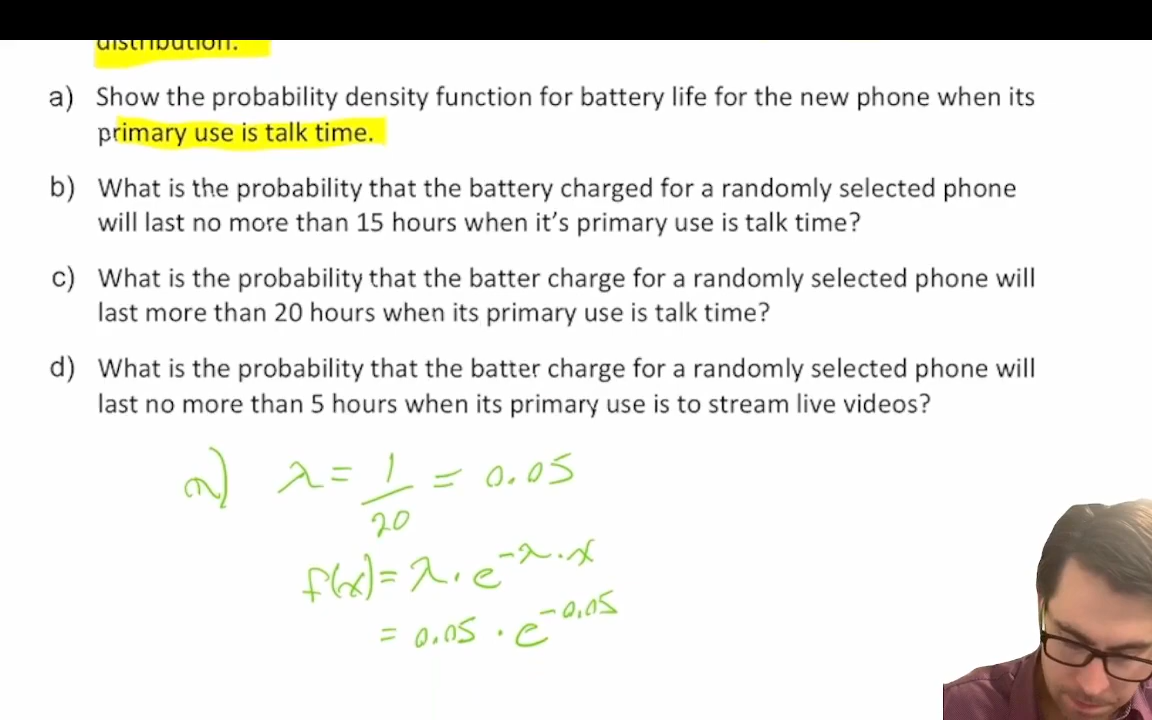 distribution.
a) Show the probability density function for battery life for the new phone when its
primary use is talk time.
b) What is the probability that the battery charged for a randomly selected phone
will last no more than 15 hours when it’s primary use is talk time?
c) What is the probability that the batter charge for a randomly selected phone will
last more than 20 hours when its primary use is talk time?
d) What is the probability that the batter charge for a randomly selected phone will
last no more than 5 hours when its primary use is to stream live videos?
a) λ = 1/20 = 0.05
f(x) = λ · e^{-λ·x}
= 0.05 · e^{-0.05}